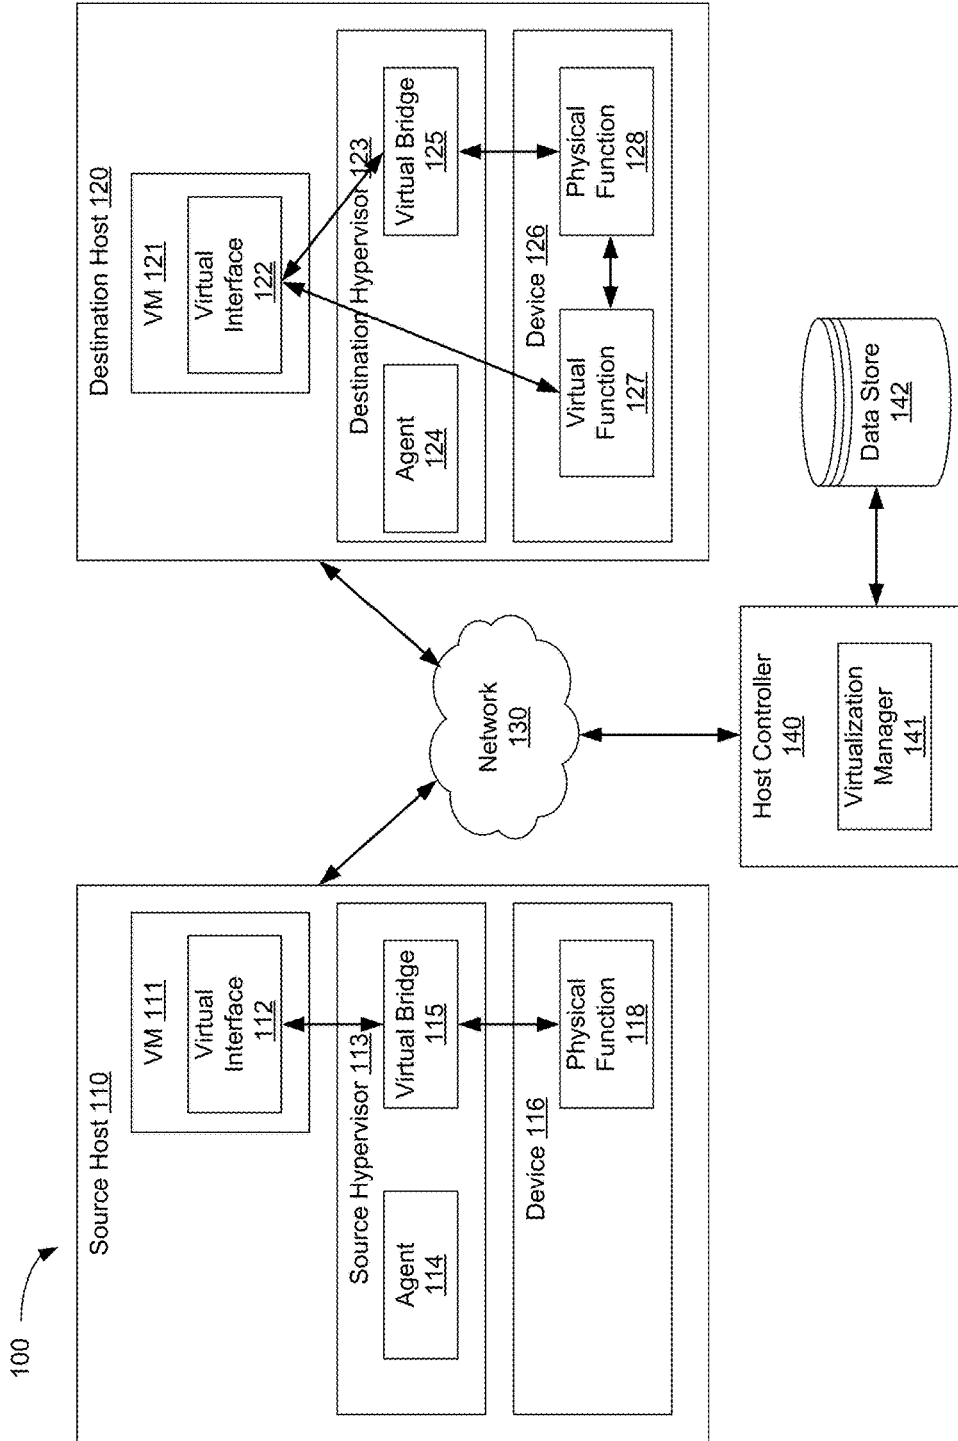 100
Source Host 110
VM 111
Virtual
Interface
112
Source Hypervisor 113
Agent
114
Virtual Bridge
115
Device 116
Physical
Function
118
Network
130
Destination Host 120
VM 121
Virtual
Interface
122
Destination Hypervisor 123
Agent
124
Virtual Bridge
125
Device 126
Virtual
Function
127
Physical
Function
128
Host Controller
140
Virtualization
Manager
141
Data Store
142